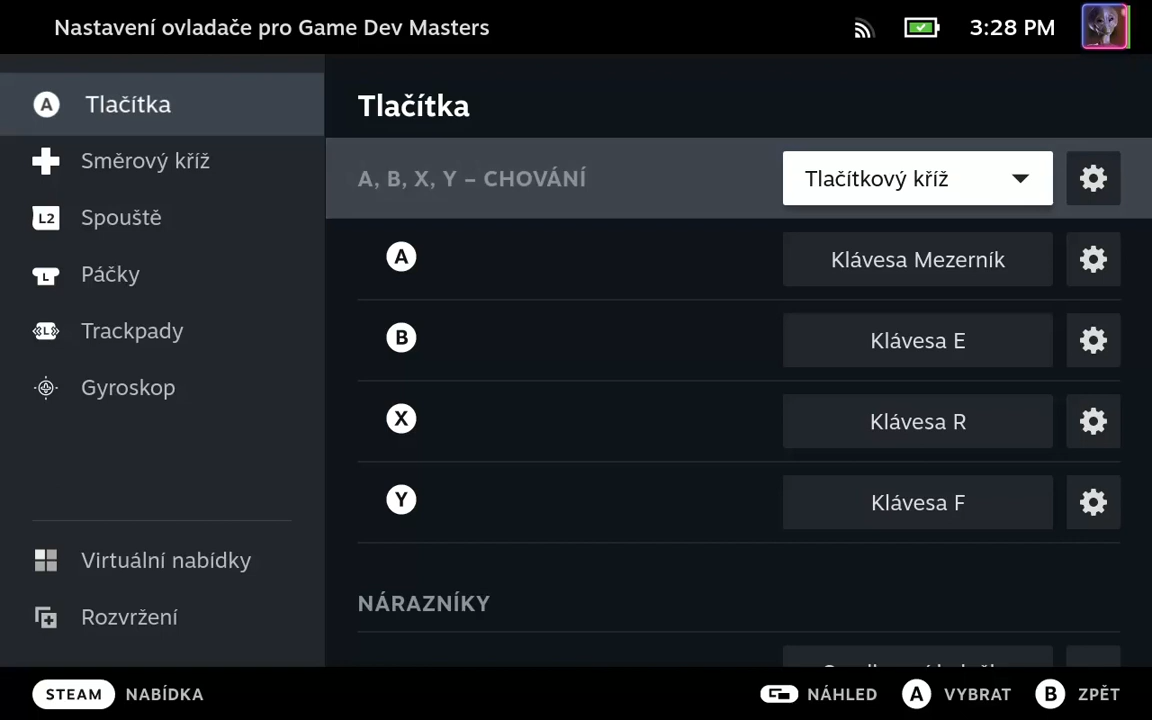 Nastavení ovladače pro Game Dev Masters
3:28 PM
A Tlačítka
Směrový kříž
L2 Spouště
L Páčky
L Trackpady
Gyroskop
Virtuální nabídky
Rozvržení
Tlačítka
A, B, X, Y – CHOVÁNÍ
Tlačítkový kříž
A
Klávesa Mezerník
B
Klávesa E
X
Klávesa R
Y
Klávesa F
NÁRAZNÍKY
STEAM NABÍDKA
NÁHLED
A VYBRAT
B ZPĚT